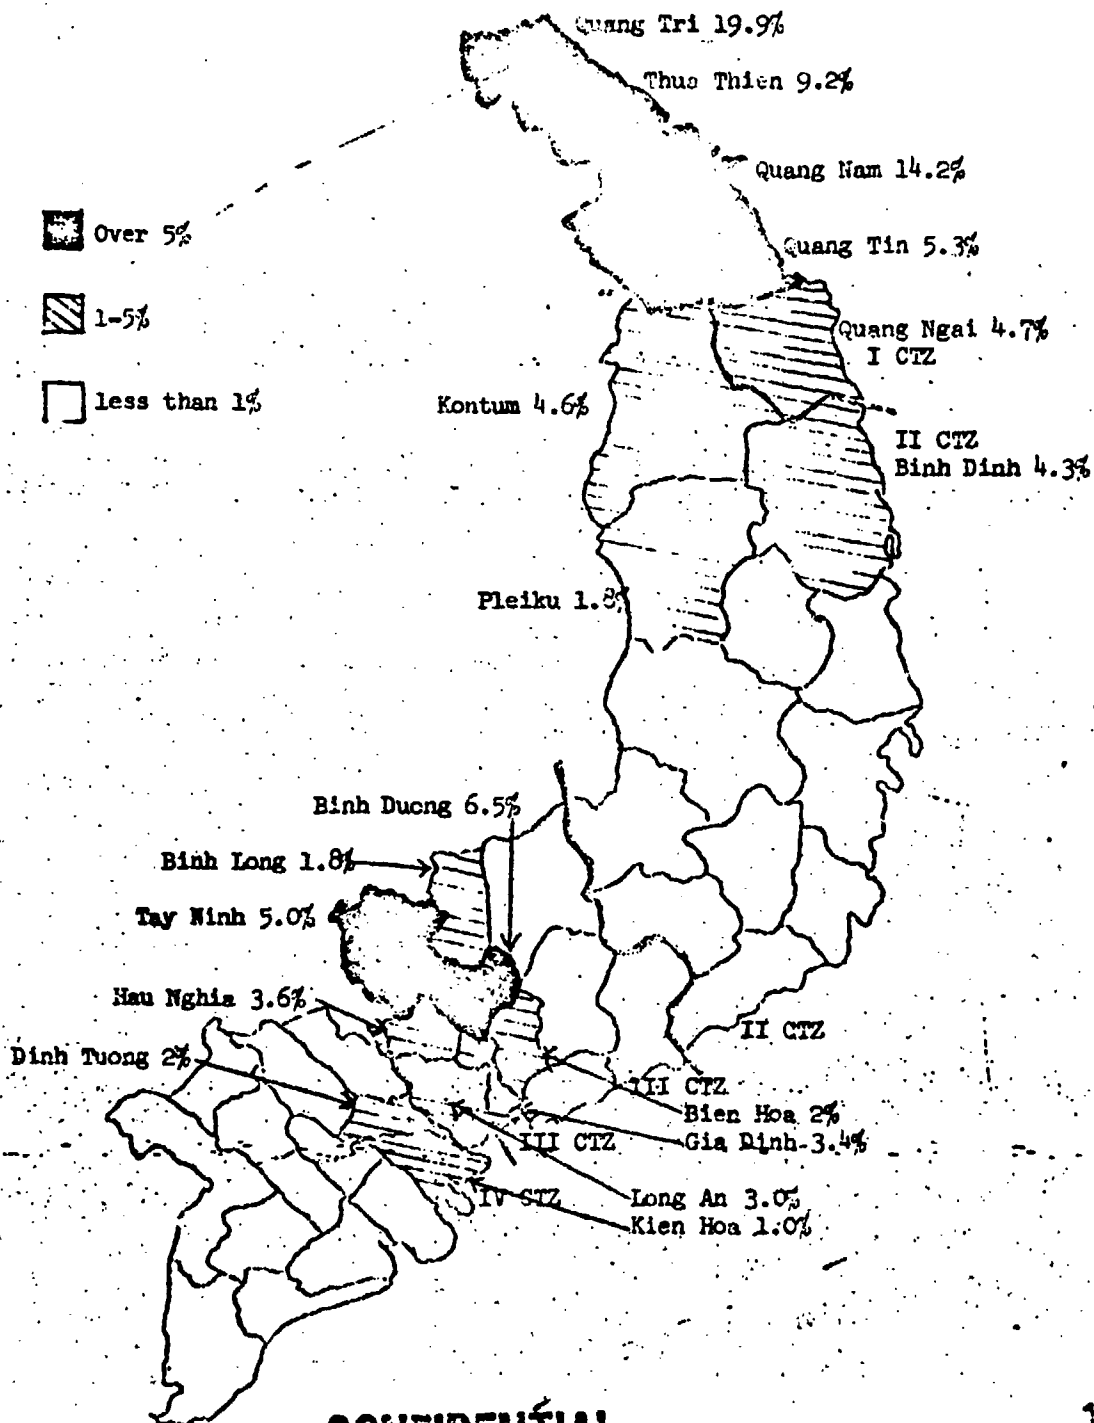 Quang Tri 19.9%
Thua Thien 9.2%
Quang Nam 14.2%
Over 5%
Quang Tin 5.3%
1-5%
Quang Ngai 4.7%
I CTZ
less than 1%
Kontum 4.6%
II CTZ
Binh Dinh 4.3%
Pleiku 1.8%
Binh Duong 6.5%
Binh Long 1.8%
Tay Ninh 5.0%
Hau Nghia 3.6%
II CTZ
Dinh Tuong 2%
III CTZ
Bien Hoa 2%
III CTZ
Gia Dinh 3.4%
IV CTZ
Long An 3.0%
Kien Hoa 1.0%
CONFIDENTIAL